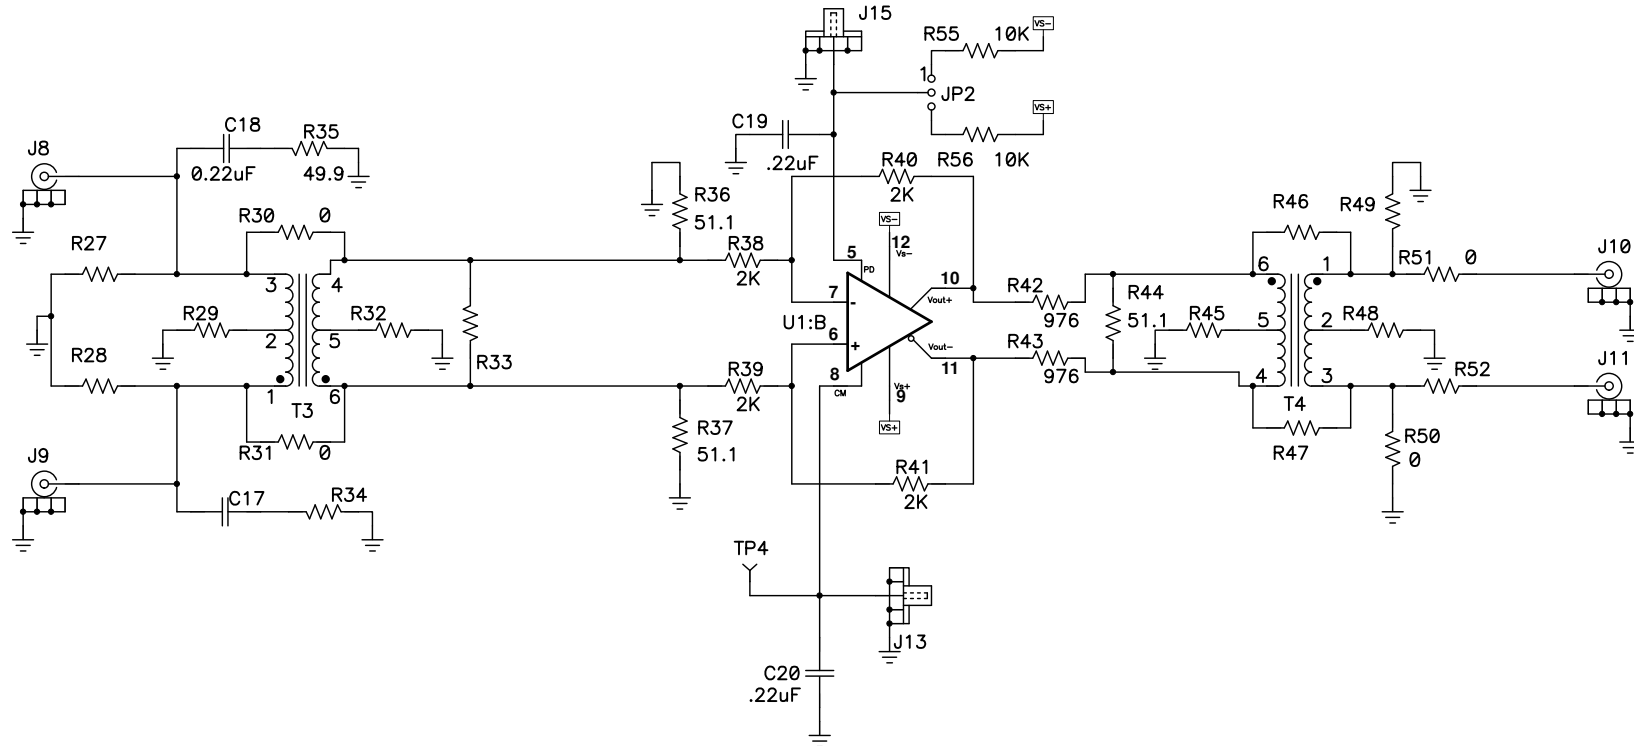 J15
R55
10K
VS-
1
JP2
VS+
R56
10K
C19
.22uF
C18
0.22uF
R35
49.9
J8
R27
R30
0
3
4
R29
R32
2
5
R28
1
6
T3
R31
0
J9
C17
R34
R33
R36
51.1
R38
2K
R39
2K
R37
51.1
R40
2K
VS-
12
Vs-
5
PD
7
-
U1:B
6
+
8
CM
10
Vout+
Vout-
11
Vs+
9
VS+
R41
2K
TP4
J13
C20
.22uF
R42
976
R43
976
R44
51.1
R45
R46
6
1
5
2
4
3
T4
R47
R48
R49
R51
0
J10
J11
R52
R50
0